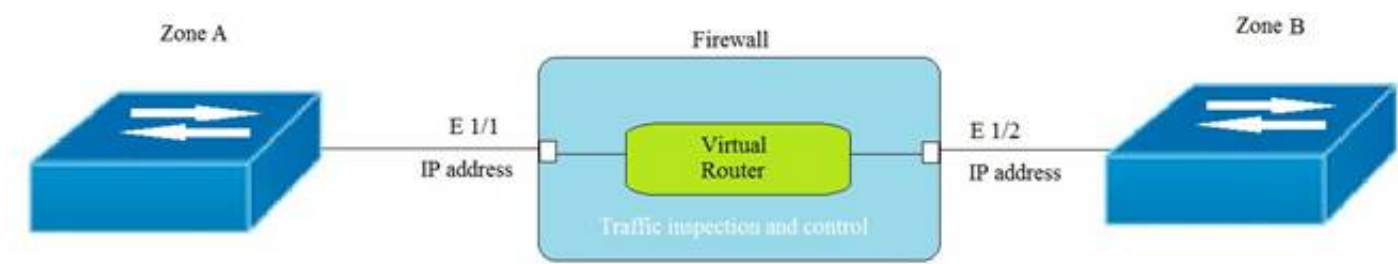 Zone A
Firewall
Zone B
E 1/1
IP address
Virtual
Router
E 1/2
IP address
Traffic inspection and control